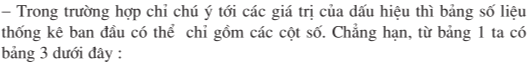 – Trong trường hợp chỉ chú ý tới các giá trị của dấu hiệu thì bảng số liệu
thống kê ban đầu có thể chỉ gồm các cột số. Chẳng hạn, từ bảng 1 ta có
bảng 3 dưới đây :